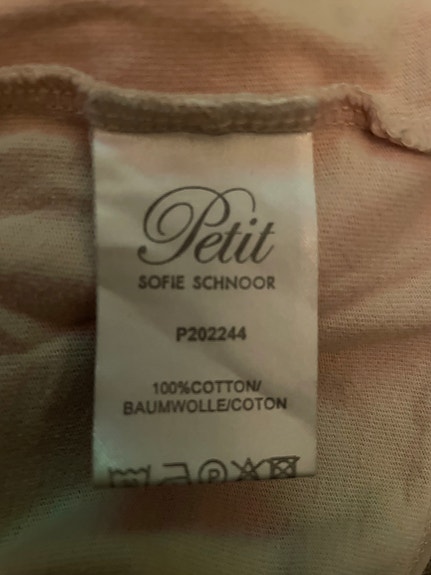 Petit
SOFIE SCHNOOR
P202244
100%COTTON/
BAUMWOLLE/COTON
P